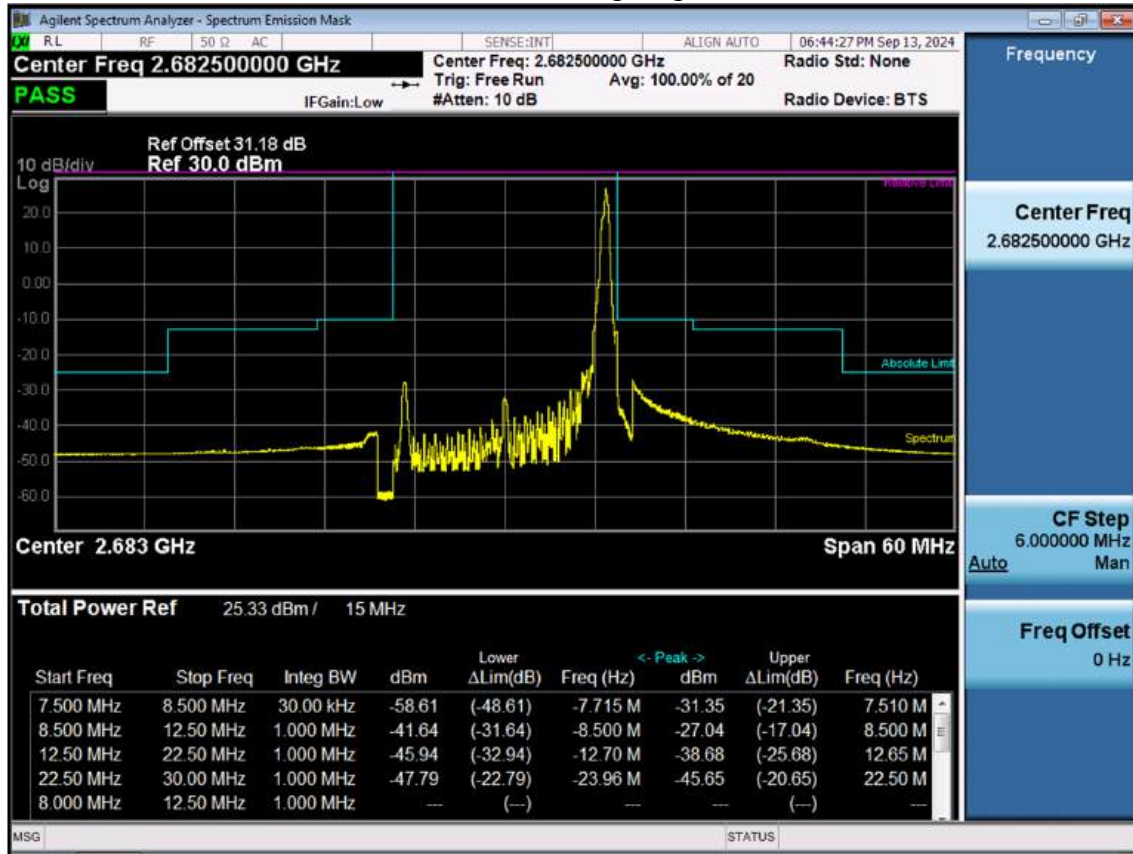 Agilent Spectrum Analyzer - Spectrum Emission Mask
RL RF 50 Ω AC SENSE:INT ALIGN AUTO 06:44:27 PM Sep 13, 2024
Center Freq 2.682500000 GHz Center Freq: 2.682500000 GHz Radio Std: None
Trig: Free Run Avg: 100.00% of 20
PASS IFGain:Low #Atten: 10 dB Radio Device: BTS
Ref Offset 31.18 dB
10 dB/div Ref 30.0 dBm
Log
Relative Limit
20.0
10.0
0.00
-10.0
-20.0
Absolute Limit
-30.0
-40.0
Spectrum
-50.0
-60.0
Center 2.683 GHz Span 60 MHz
Total Power Ref 25.33 dBm / 15 MHz
Lower <- Peak -> Upper
Start Freq Stop Freq Integ BW dBm ΔLim(dB) Freq (Hz) dBm ΔLim(dB) Freq (Hz)
7.500 MHz 8.500 MHz 30.00 kHz -58.61 (-48.61) -7.715 M -31.35 (-21.35) 7.510 M
8.500 MHz 12.50 MHz 1.000 MHz -41.64 (-31.64) -8.500 M -27.04 (-17.04) 8.500 M
12.50 MHz 22.50 MHz 1.000 MHz -45.94 (-32.94) -12.70 M -38.68 (-25.68) 12.65 M
22.50 MHz 30.00 MHz 1.000 MHz -47.79 (-22.79) -23.96 M -45.65 (-20.65) 22.50 M
8.000 MHz 12.50 MHz 1.000 MHz --- (---) --- --- (---) ---
MSG STATUS
Frequency
Center Freq
2.682500000 GHz
CF Step
6.000000 MHz
Auto Man
Freq Offset
0 Hz